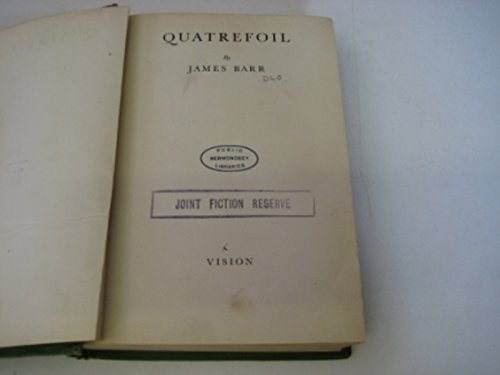 QUATREFOIL
By
JAMES BARR
PUBLIC
BERMONDSEY
LIBRARIES
JOINT FICTION RESERVE
VISION